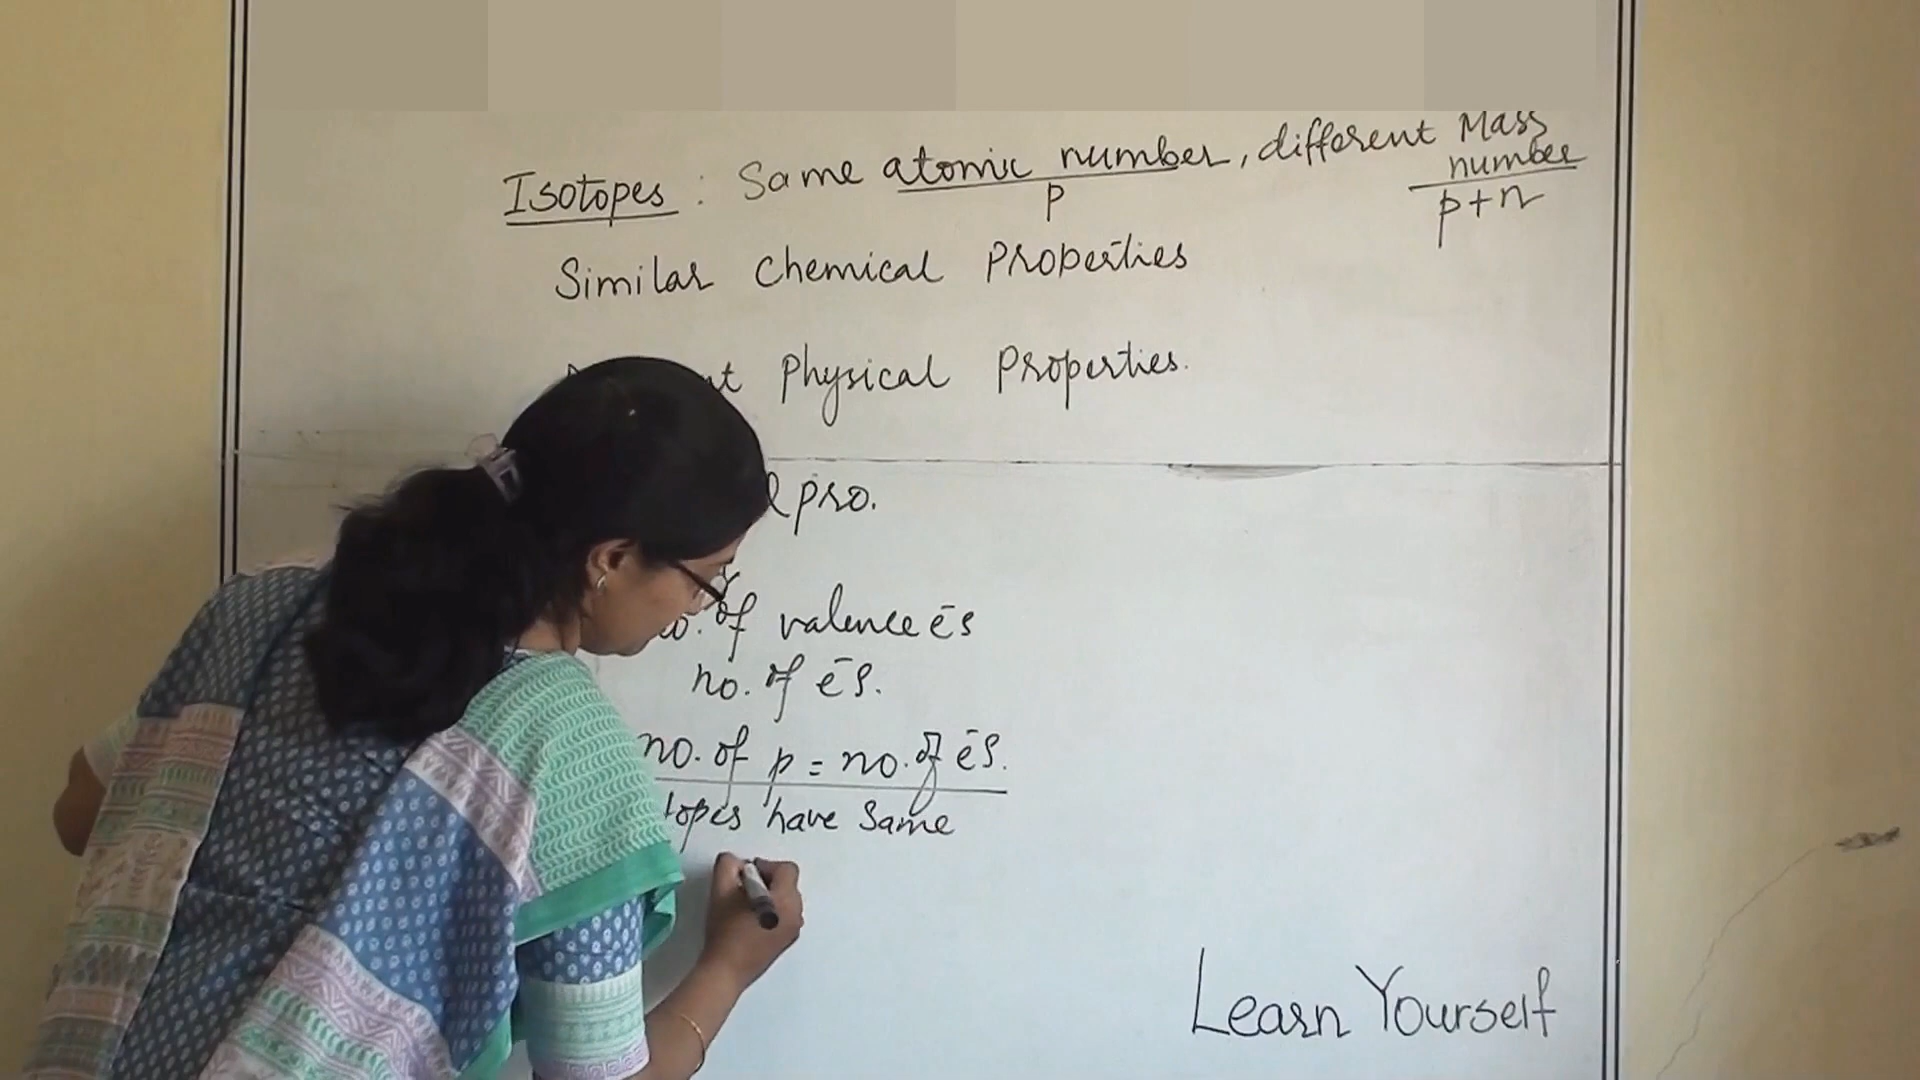 Isotopes : Same atomic number, different Mass
number
p
p+n
Similar chemical properties
Physical Properties.
pro.
of valence ēs
no. of ēs.
no. of p = no. of ēs.
have same
Learn Yourself